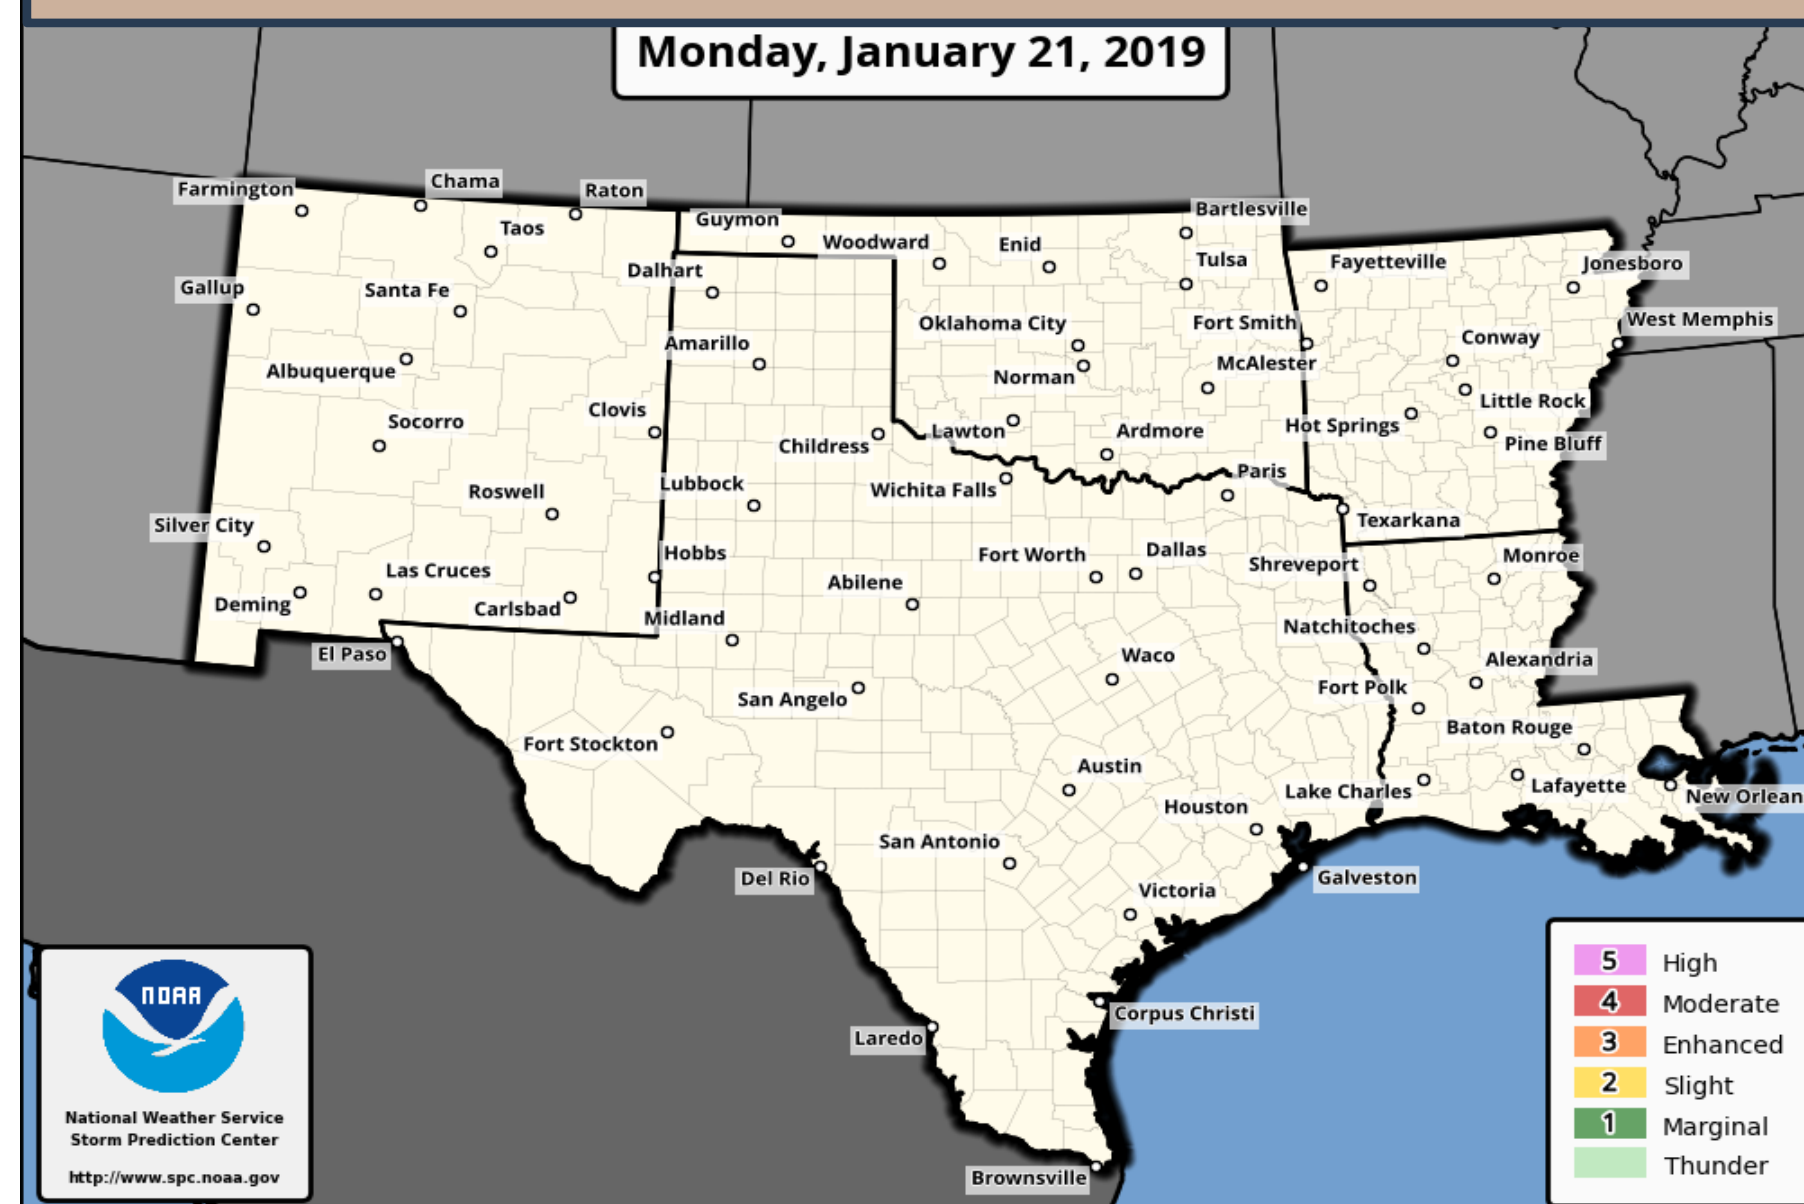 Monday, January 21, 2019
Farmington
Chama
Raton
Taos
Guymon
Woodward
Enid
Bartlesville
Tulsa
Fayetteville
Jonesboro
Gallup
Santa Fe
Dalhart
Oklahoma City
Fort Smith
West Memphis
Conway
Albuquerque
Amarillo
Norman
McAlester
Little Rock
Socorro
Clovis
Childress
Lawton
Ardmore
Hot Springs
Pine Bluff
Roswell
Lubbock
Wichita Falls
Paris
Silver City
Texarkana
Las Cruces
Hobbs
Fort Worth
Dallas
Shreveport
Monroe
Deming
Carlsbad
Midland
Abilene
Natchitoches
El Paso
Waco
Alexandria
San Angelo
Fort Polk
Fort Stockton
Baton Rouge
Austin
Lake Charles
Lafayette
New Orlean
Houston
San Antonio
Del Rio
Galveston
Victoria
Corpus Christi
Laredo
Brownsville
NOAA
National Weather Service
Storm Prediction Center
http://www.spc.noaa.gov
5 High
4 Moderate
3 Enhanced
2 Slight
1 Marginal
Thunder